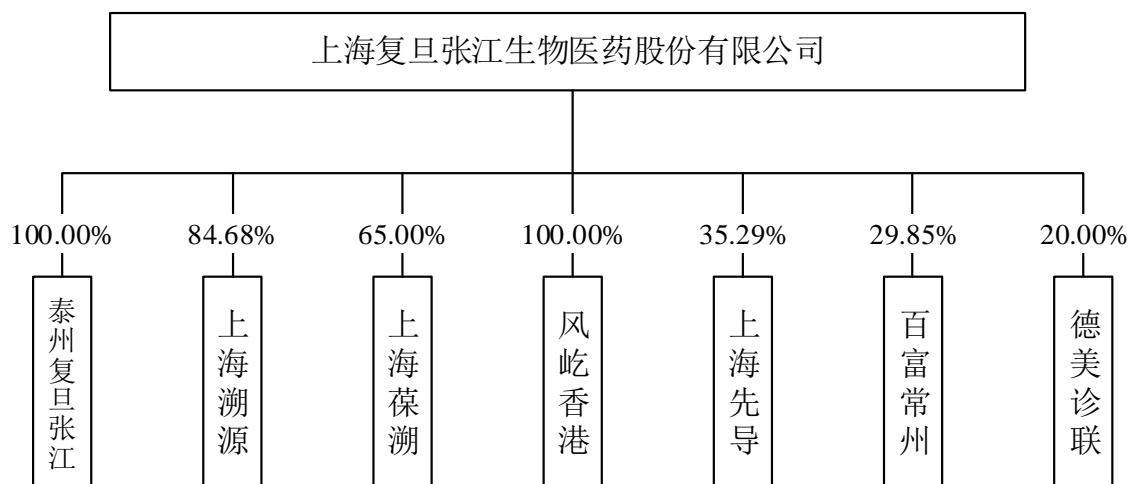 上海复旦张江生物医药股份有限公司
100.00%
84.68%
65.00%
100.00%
35.29%
29.85%
20.00%
泰州复旦张江
上海溯源
上海葆溯
风屹香港
上海先导
百富常州
德美诊联